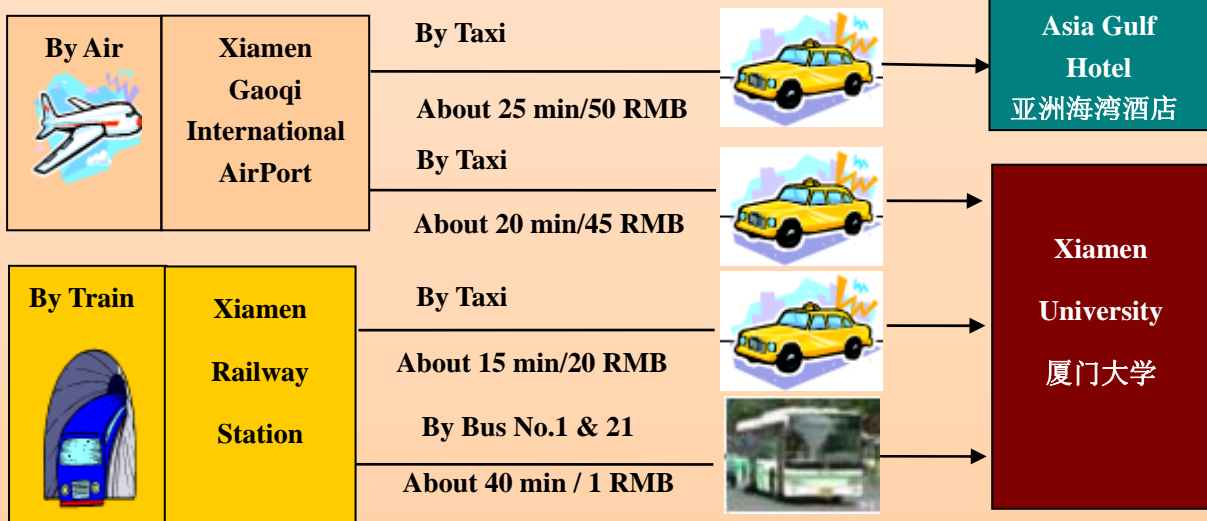 By Air
Xiamen
Gaoqi
International
AirPort
By Taxi
About 25 min/50 RMB
Asia Gulf
Hotel
亚洲海湾酒店
By Taxi
About 20 min/45 RMB
By Train
Xiamen
Railway
Station
By Taxi
About 15 min/20 RMB
By Bus No.1 & 21
About 40 min / 1 RMB
Xiamen
University
厦门大学